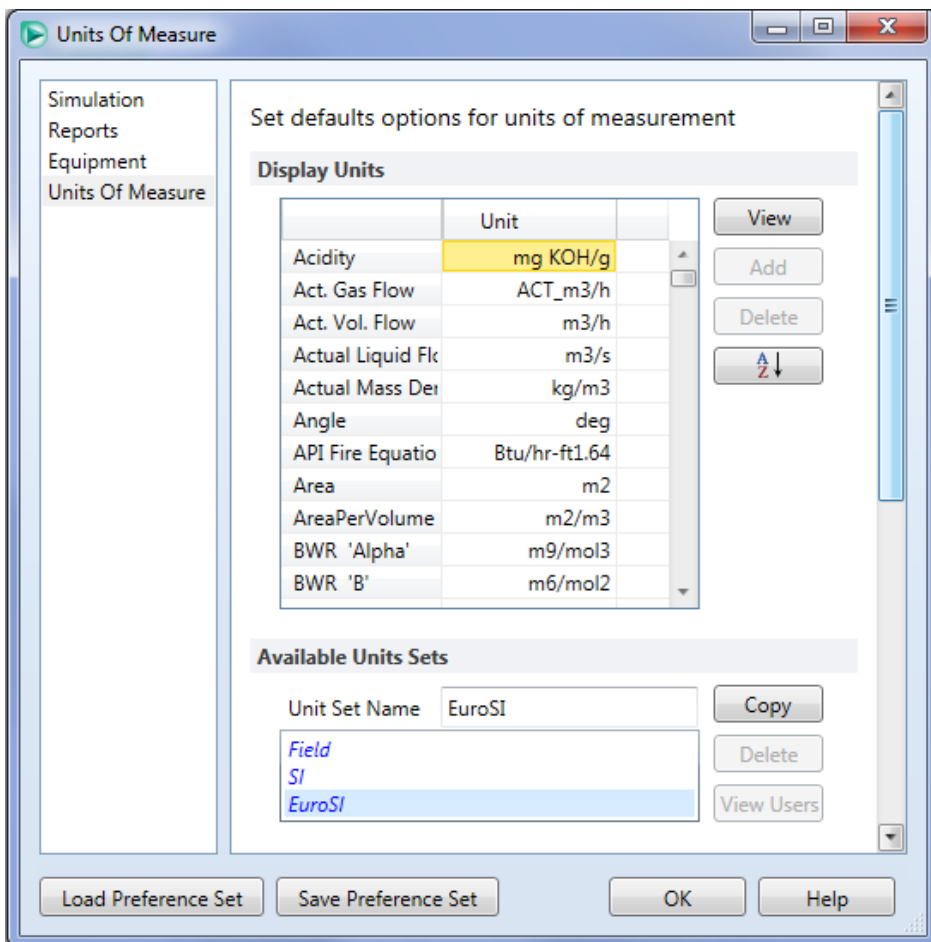 Units Of Measure
Simulation
Reports
Equipment
Units Of Measure
Set defaults options for units of measurement
Display Units
Unit
Acidity mg KOH/g
Act. Gas Flow ACT_m3/h
Act. Vol. Flow m3/h
Actual Liquid Flc m3/s
Actual Mass Der kg/m3
Angle deg
API Fire Equatio Btu/hr-ft1.64
Area m2
AreaPerVolume m2/m3
BWR 'Alpha' m9/mol3
BWR 'B' m6/mol2
View
Add
Delete
AZ
Available Units Sets
Unit Set Name EuroSI
Field
SI
EuroSI
Copy
Delete
View Users
Load Preference Set Save Preference Set OK Help